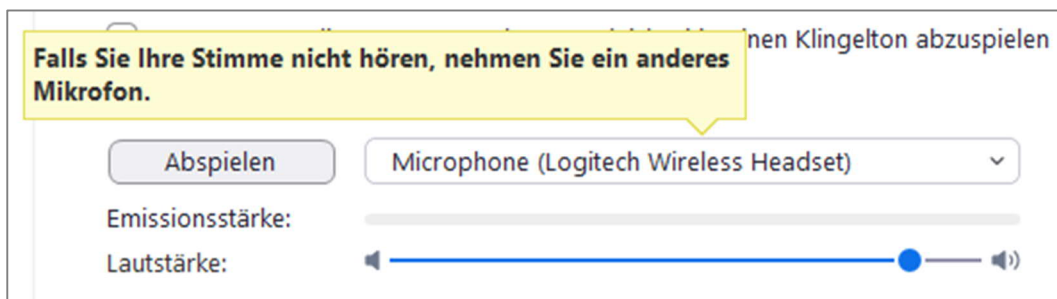 inen Klingelton abzuspielen
Falls Sie Ihre Stimme nicht hören, nehmen Sie ein anderes
Mikrofon.
Abspielen
Microphone (Logitech Wireless Headset)
Emissionsstärke:
Lautstärke: